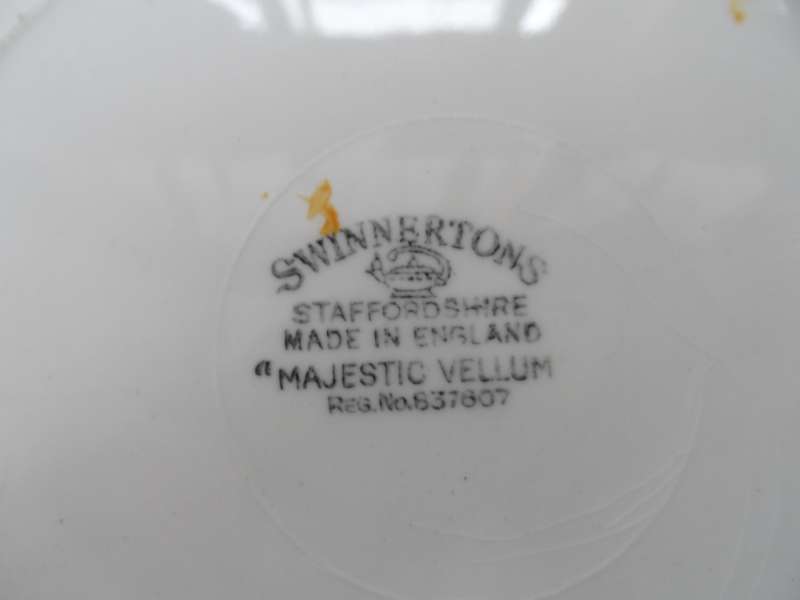 SWINNERTONS
STAFFORDSHIRE
MADE IN ENGLAND
a MAJESTIC VELLUM
REG.No.837607